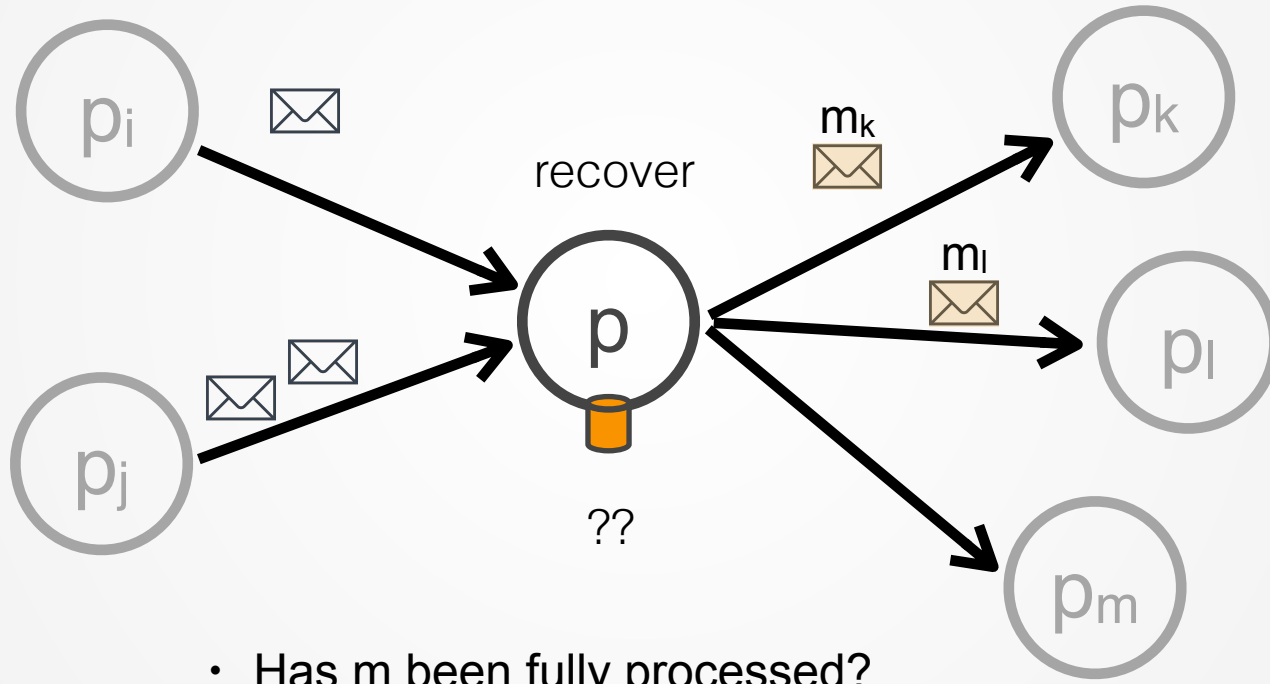 pi
pk
mk
recover
ml
p
pl
pj
??
pm
• Has m been fully processed?